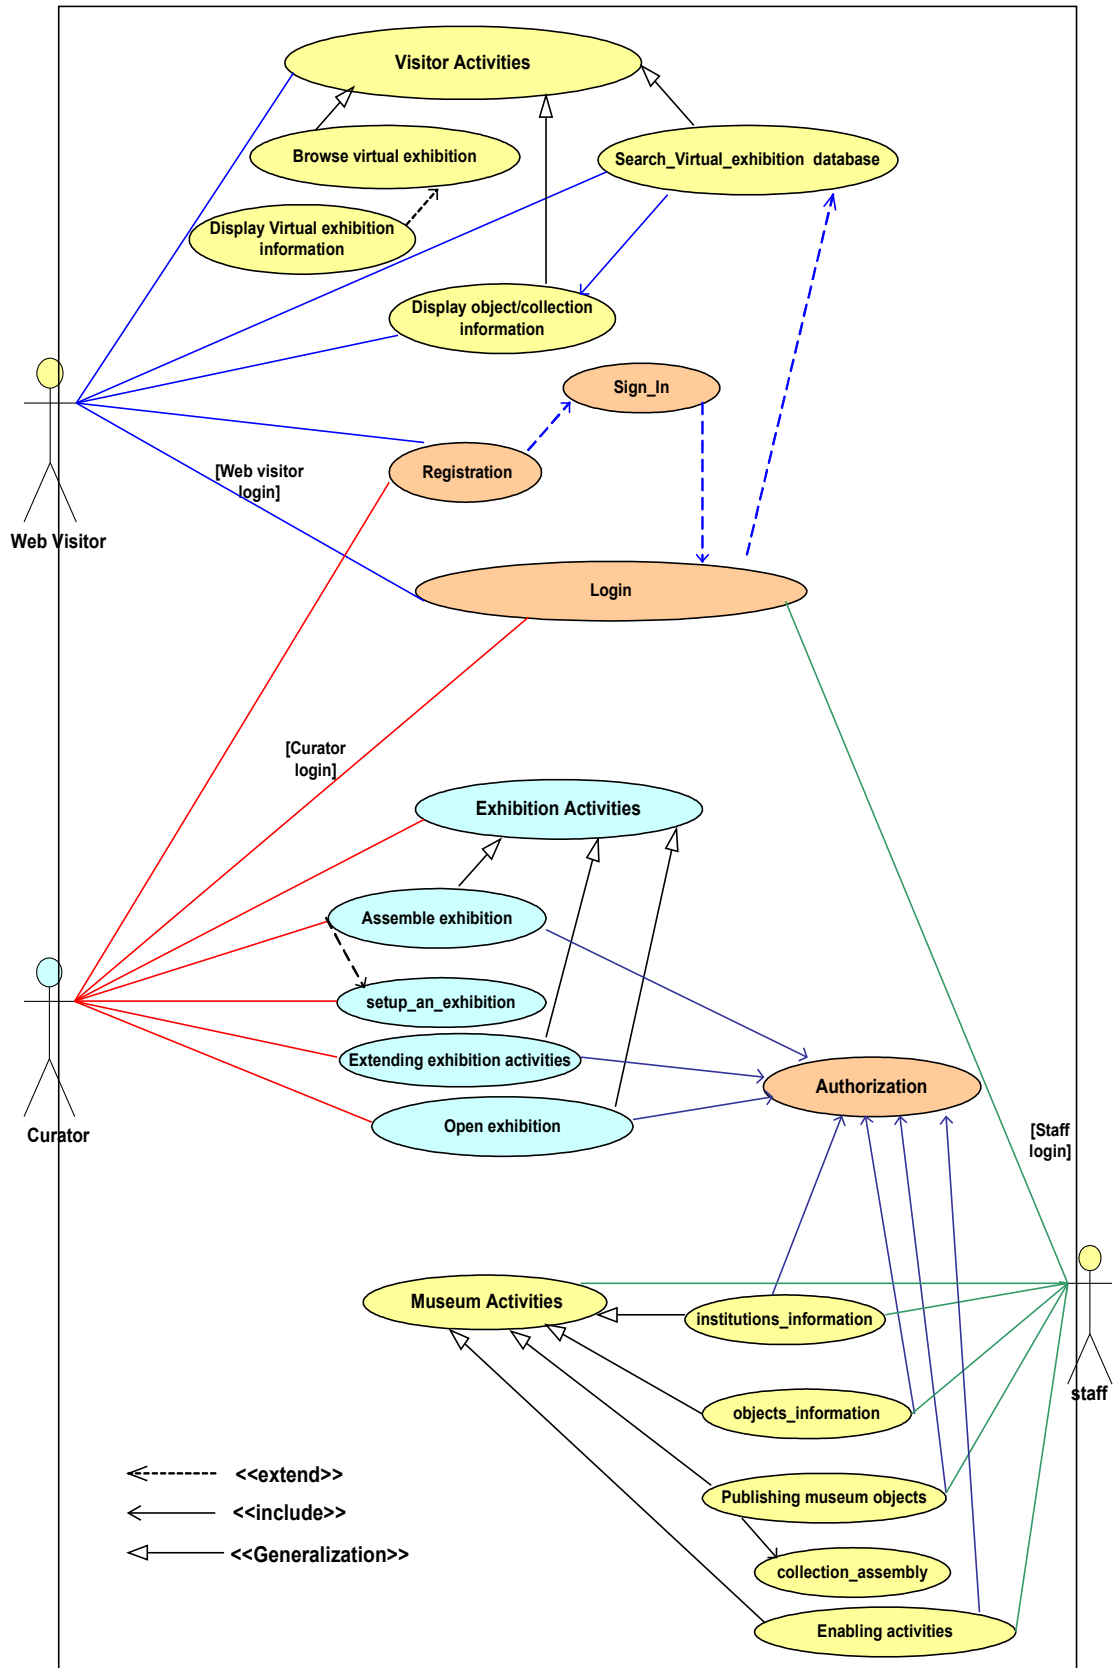 Visitor Activities
Browse virtual exhibition
Search_Virtual_exhibition database
Display Virtual exhibition
information
Display object/collection
information
Sign_In
[Web visitor
login]
Registration
Web Visitor
Login
[Curator
login]
Exhibition Activities
Assemble exhibition
setup_an_exhibition
Extending exhibition activities
Authorization
Open exhibition
Curator
[Staff
login]
Museum Activities
institutions_information
staff
objects_information
<<extend>>
Publishing museum objects
<<include>>
<<Generalization>>
collection_assembly
Enabling activities